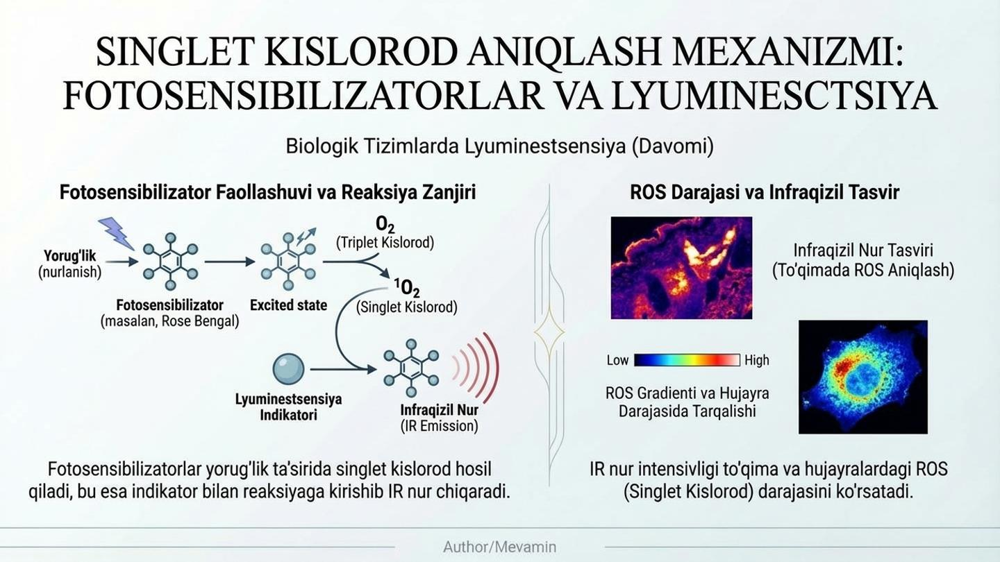 SINGLET KISLOROD ANIQLASH MEXANIZMI:
FOTOSENSIBILIZATORLAR VA LYUMINESCTSIYA
Biologik Tizimlarda Lyuminestsensiya (Davomi)
Fotosensibilizator Faollashuvi va Reaksiya Zanjiri
Yorug'lik
(nurlanish)
Fotosensibilizator
(masalan, Rose Bengal)
Excited state
O₂
(Triplet Kislorod)
¹O₂
(Singlet Kislorod)
Lyuminestsensiya
Indikatori
Infraqizil Nur
(IR Emission)
Fotosensibilizatorlar yorug'lik ta'sirida singlet kislorod hosil
qiladi, bu esa indikator bilan reaksiyaga kirishib IR nur chiqaradi.
ROS Darajasi va Infraqizil Tasvir
Infraqizil Nur Tasviri
(To'qimada ROS Aniqlash)
Low High
ROS Gradienti va Hujayra
Darajasida Tarqalishi
IR nur intensivligi to'qima va hujayralardagi ROS
(Singlet Kislorod) darajasini ko'rsatadi.
Author/Mevamin